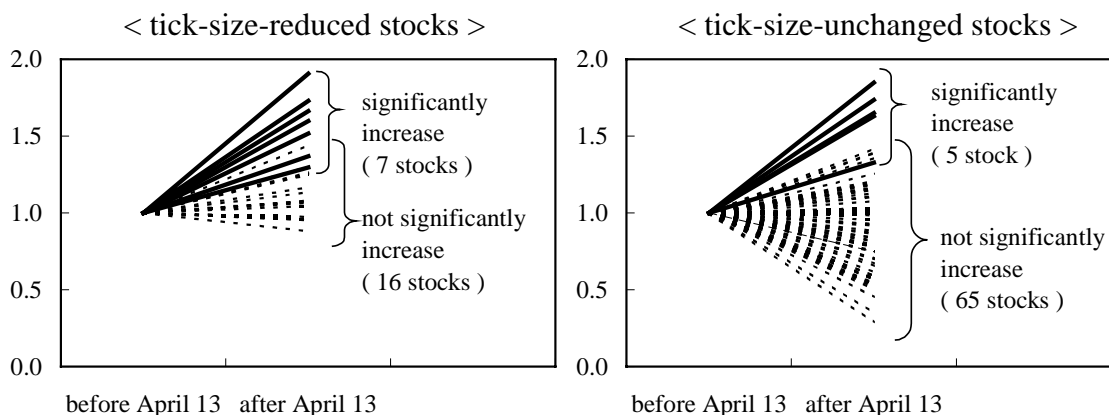 < tick-size-reduced stocks >
2.0
1.5
1.0
0.5
0.0
significantly
increase
( 7 stocks )
not significantly
increase
( 16 stocks )
before April 13 after April 13
< tick-size-unchanged stocks >
2.0
1.5
1.0
0.5
0.0
significantly
increase
( 5 stock )
not significantly
increase
( 65 stocks )
before April 13 after April 13